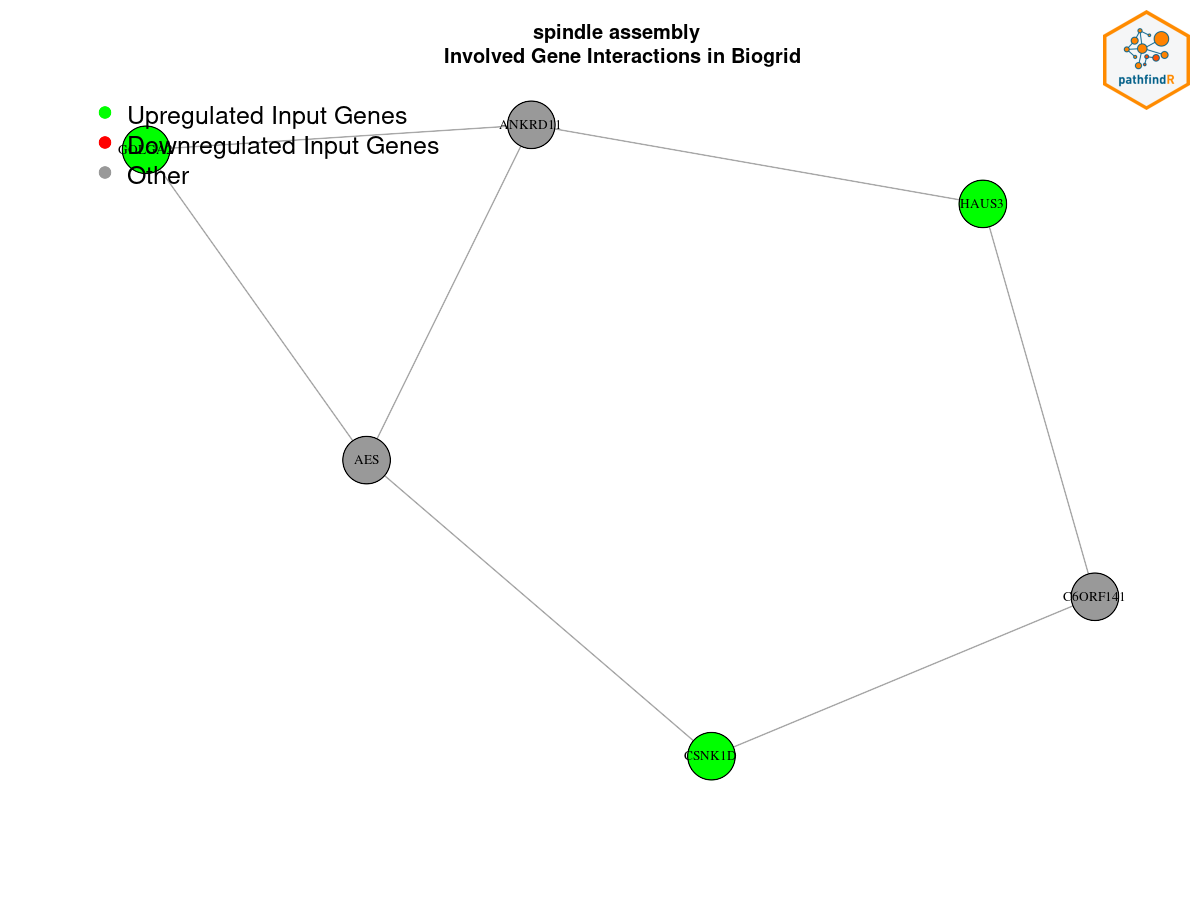 spindle assembly
Involved Gene Interactions in Biogrid
pathfindR
Upregulated Input Genes
Downregulated Input Genes
Other
ANKRD11
HAUS3
AES
C6ORF141
CSNK1D